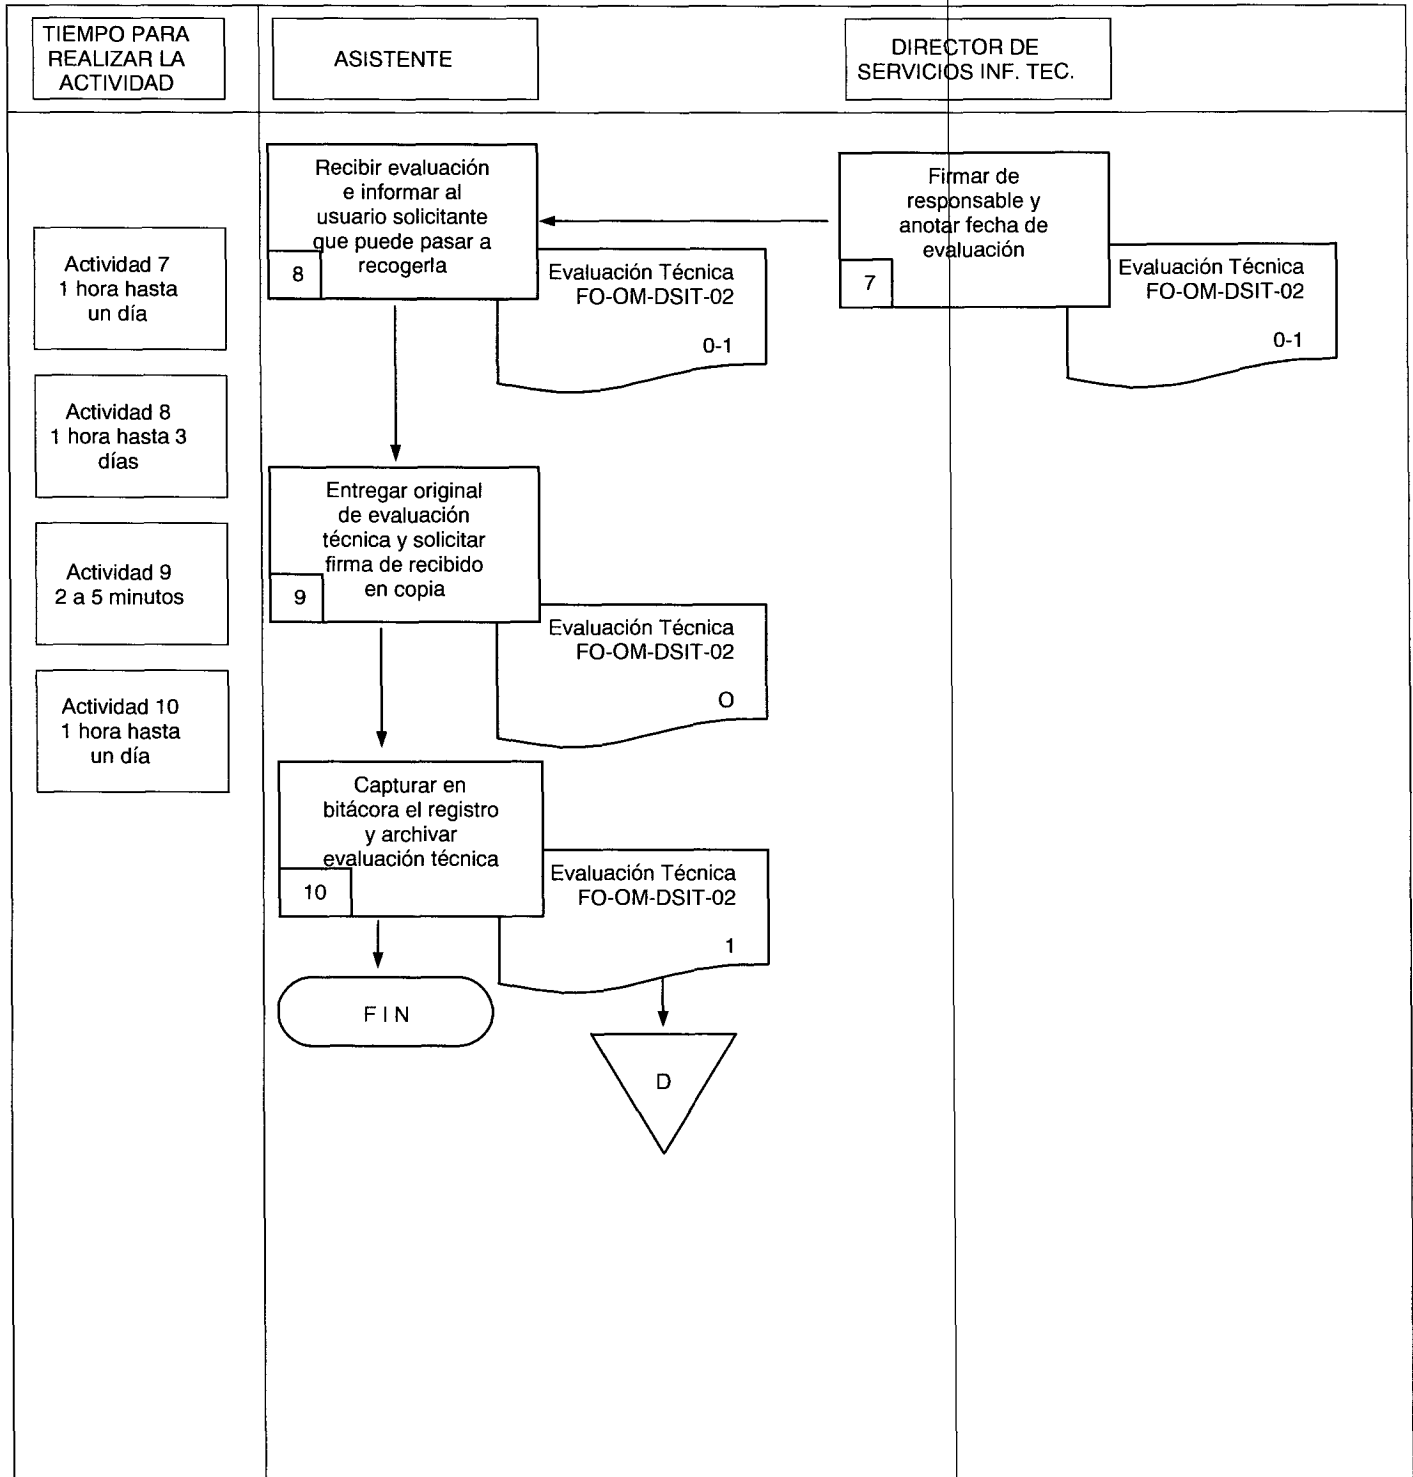 TIEMPO PARA
REALIZAR LA
ACTIVIDAD
ASISTENTE
DIRECTOR DE
SERVICIOS INF. TEC.
Recibir evaluación
e informar al
usuario solicitante
que puede pasar a
recogerla
8
Evaluación Técnica
FO-OM-DSIT-02
0-1
Firmar de
responsable y
anotar fecha de
evaluación
7
Evaluación Técnica
FO-OM-DSIT-02
0-1
Actividad 7
1 hora hasta
un día
Actividad 8
1 hora hasta 3
días
Actividad 9
2 a 5 minutos
Actividad 10
1 hora hasta
un día
Entregar original
de evaluación
técnica y solicitar
firma de recibido
en copia
9
Evaluación Técnica
FO-OM-DSIT-02
O
Capturar en
bitácora el registro
y archivar
evaluación técnica
10
Evaluación Técnica
FO-OM-DSIT-02
1
F I N
D